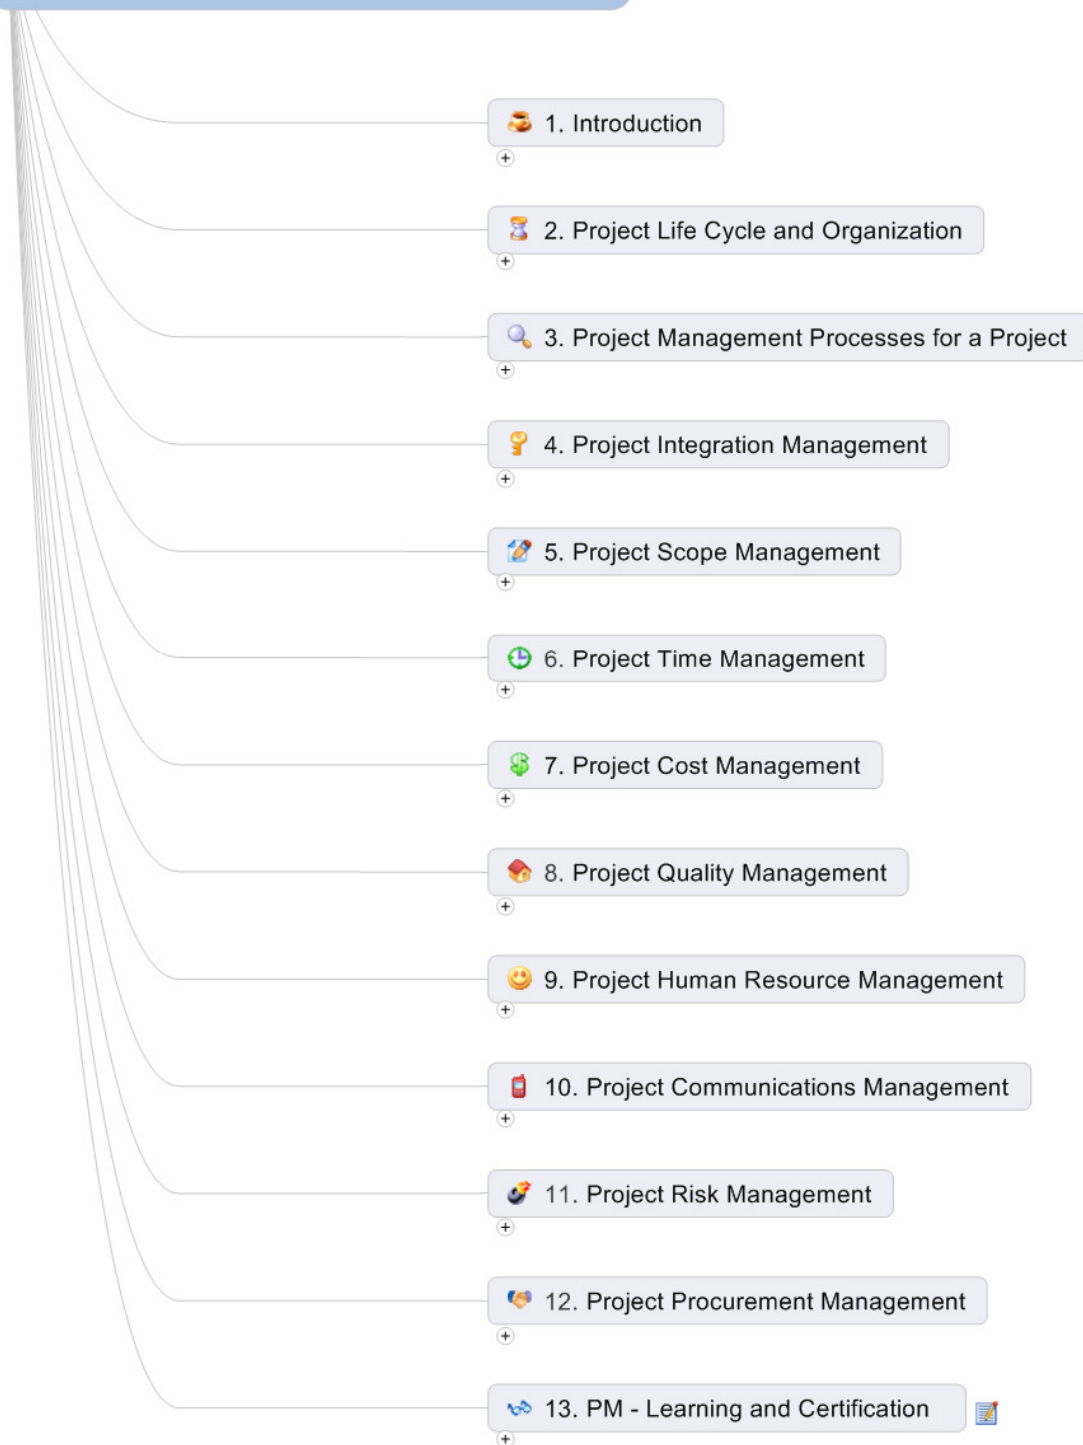 1. Introduction
2. Project Life Cycle and Organization
3. Project Management Processes for a Project
4. Project Integration Management
5. Project Scope Management
6. Project Time Management
7. Project Cost Management
8. Project Quality Management
9. Project Human Resource Management
10. Project Communications Management
11. Project Risk Management
12. Project Procurement Management
13. PM - Learning and Certification